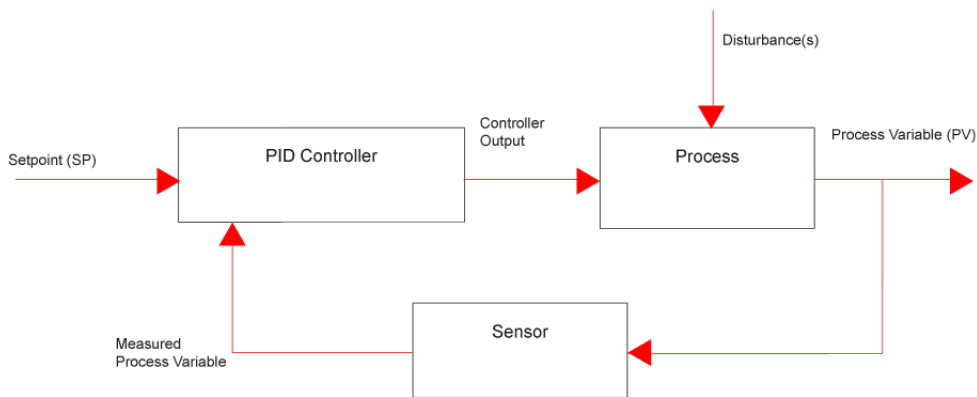 Disturbance(s)
Setpoint (SP)
PID Controller
Controller
Output
Process
Process Variable (PV)
Measured
Process Variable
Sensor